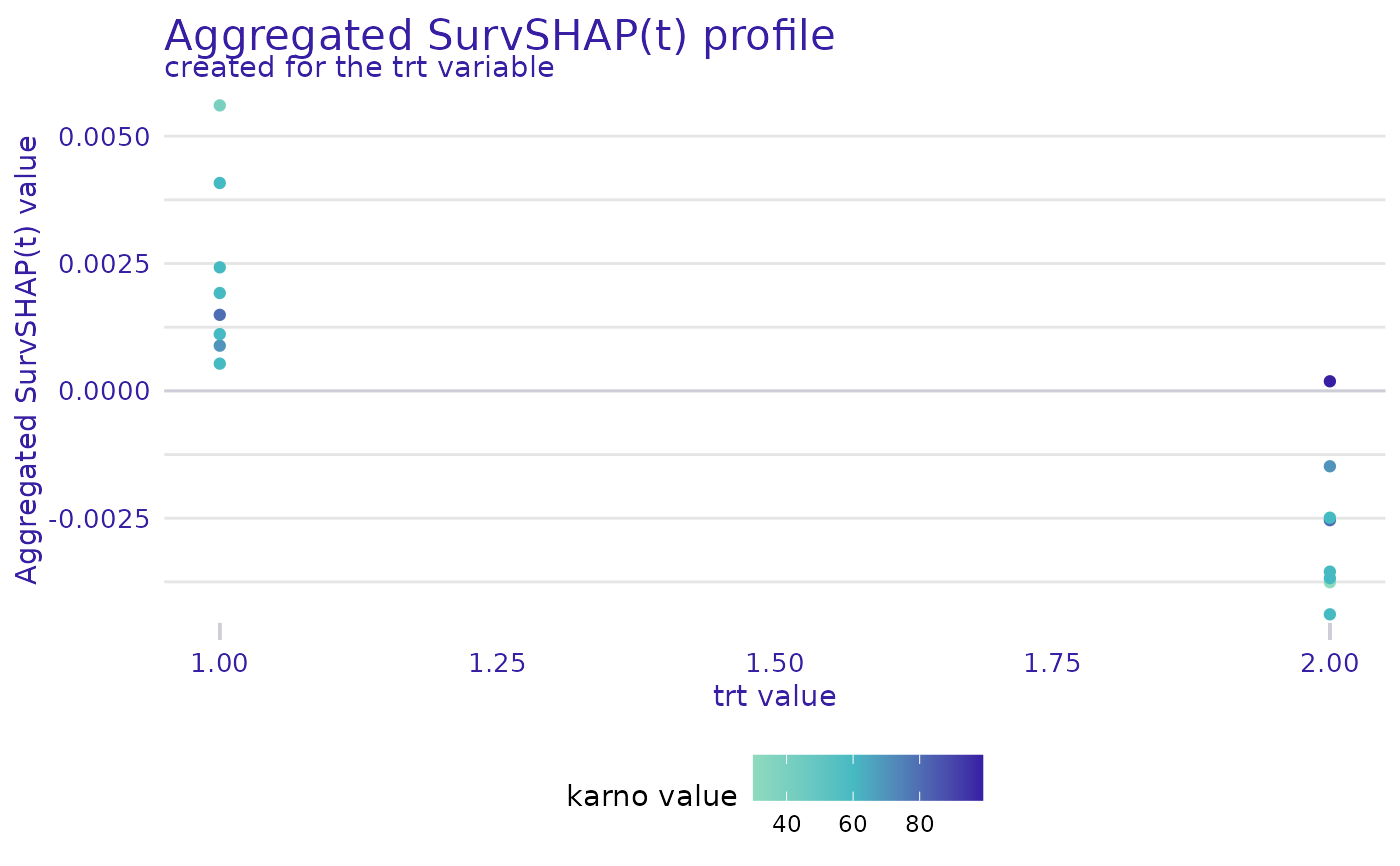 Aggregated SurvSHAP(t) profile
created for the trt variable
Aggregated SurvSHAP(t) value
0.0050
0.0025
0.0000
-0.0025
1.00 1.25 1.50 1.75 2.00
trt value
karno value
40 60 80